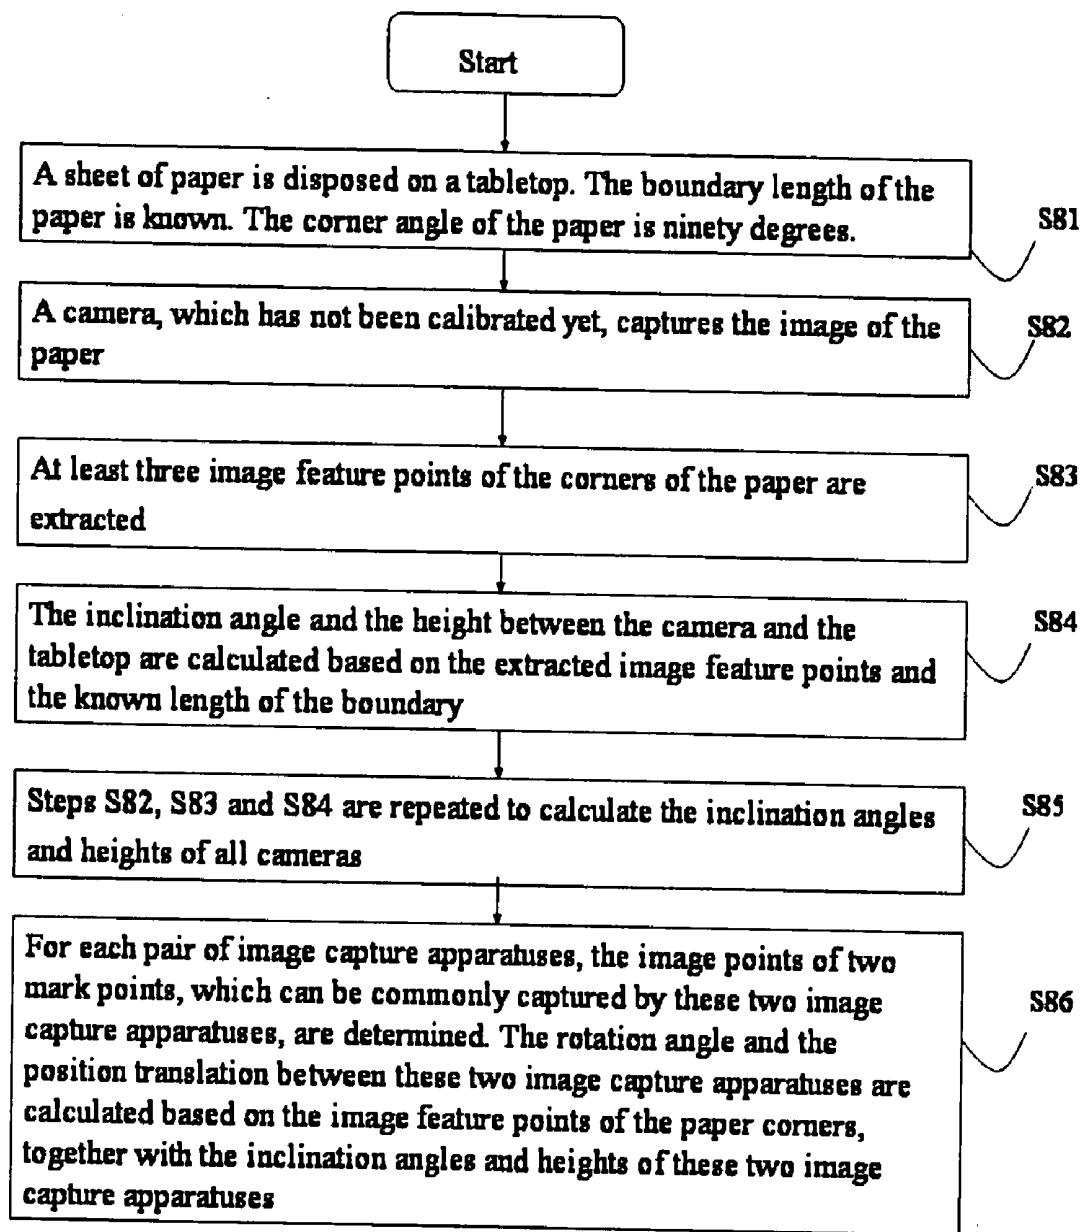 Start
A sheet of paper is disposed on a tabletop. The boundary length of the
paper is known. The corner angle of the paper is ninety degrees.
S81
A camera, which has not been calibrated yet, captures the image of the
paper
S82
At least three image feature points of the corners of the paper are
extracted
S83
The inclination angle and the height between the camera and the
tabletop are calculated based on the extracted image feature points and
the known length of the boundary
S84
Steps S82, S83 and S84 are repeated to calculate the inclination angles
and heights of all cameras
S85
For each pair of image capture apparatuses, the image points of two
mark points, which can be commonly captured by these two image
capture apparatuses, are determined. The rotation angle and the
position translation between these two image capture apparatuses are
calculated based on the image feature points of the paper corners,
together with the inclination angles and heights of these two image
capture apparatuses
S86